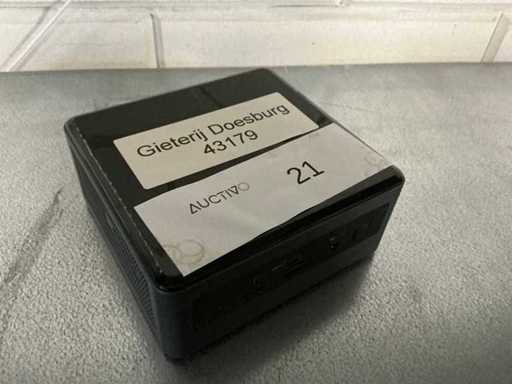 Gieterij Doesburg
43179
AUCTIVO
21